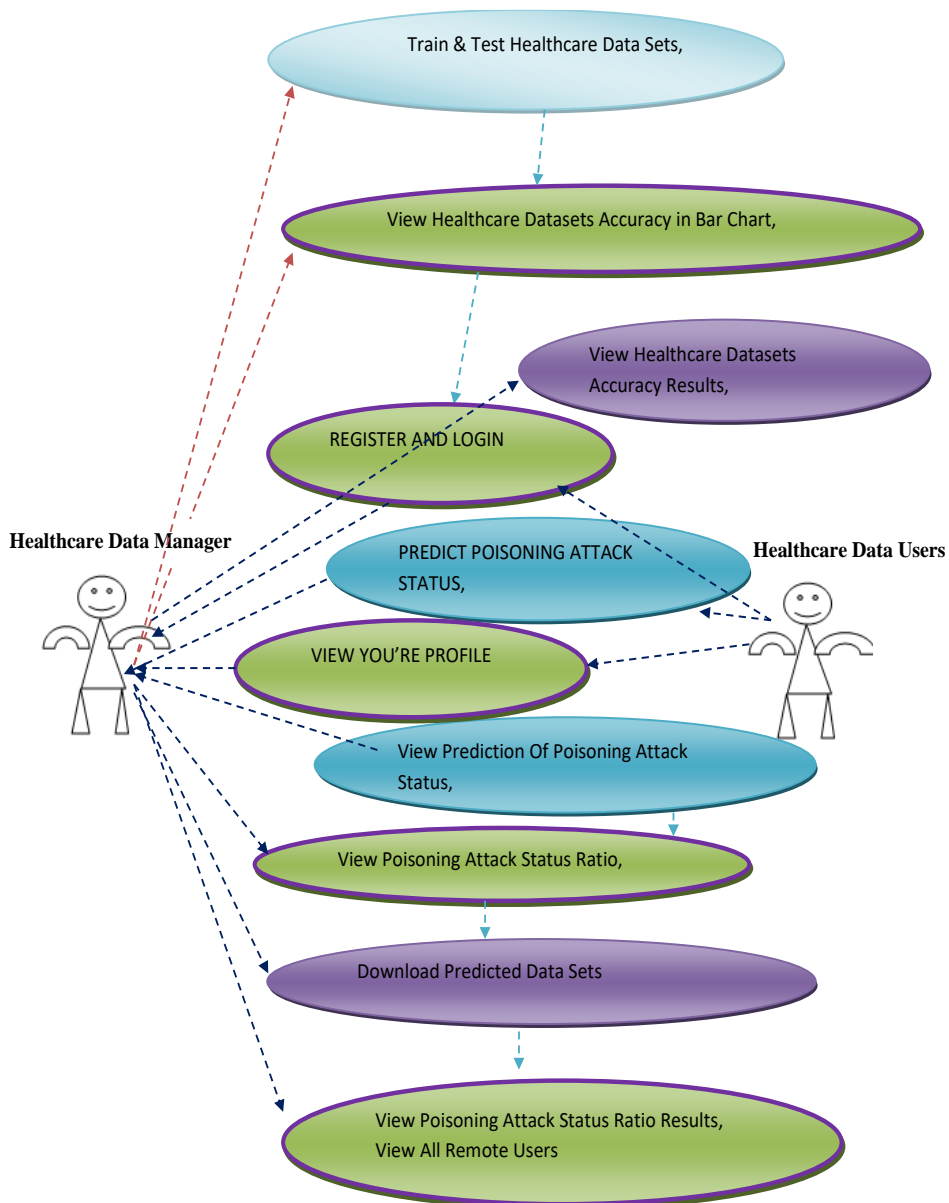 Train & Test Healthcare Data Sets,
View Healthcare Datasets Accuracy in Bar Chart,
View Healthcare Datasets
Accuracy Results,
REGISTER AND LOGIN
Healthcare Data Manager
PREDICT POISONING ATTACK
STATUS,
Healthcare Data Users
VIEW YOU’RE PROFILE
View Prediction Of Poisoning Attack
Status,
View Poisoning Attack Status Ratio,
Download Predicted Data Sets
View Poisoning Attack Status Ratio Results,
View All Remote Users